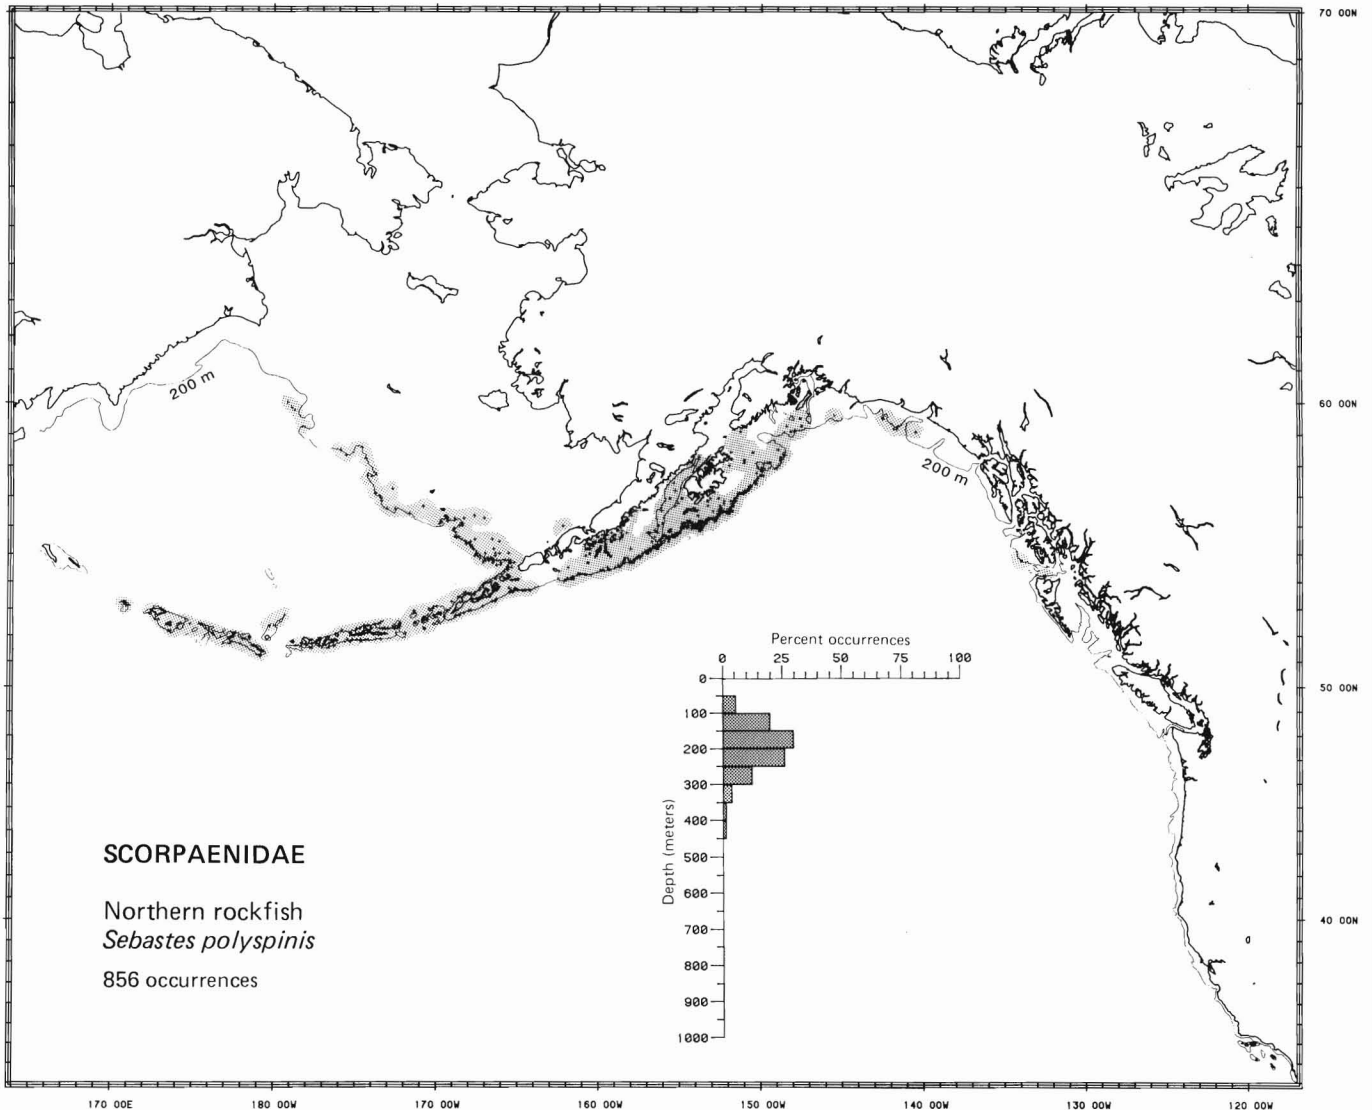 70 00N
200 m
60 00N
200 m
Percent occurrences
0 25 50 75 100
50 00N
0
100
200
300
400
500
600
700
800
900
1000
Depth (meters)
40 00N
SCORPAENIDAE
Northern rockfish
Sebastes polyspinis
856 occurrences
170 00E 180 00W 170 00W 160 00W 150 00W 140 00W 130 00W 120 00W